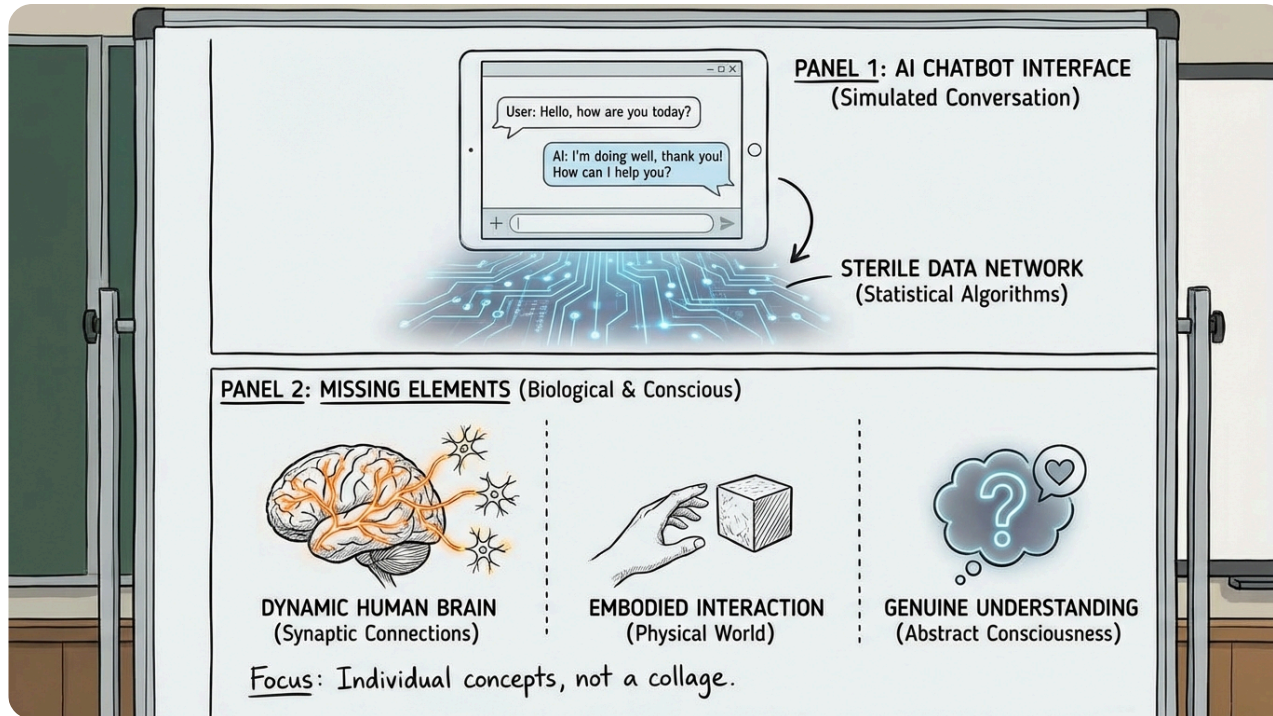 PANEL 1: AI CHATBOT INTERFACE
(Simulated Conversation)
User: Hello, how are you today?
AI: I'm doing well, thank you!
How can I help you?
STERILE DATA NETWORK
(Statistical Algorithms)
PANEL 2: MISSING ELEMENTS (Biological & Conscious)
DYNAMIC HUMAN BRAIN
(Synaptic Connections)
EMBODIED INTERACTION
(Physical World)
GENUINE UNDERSTANDING
(Abstract Consciousness)
Focus: Individual concepts, not a collage.